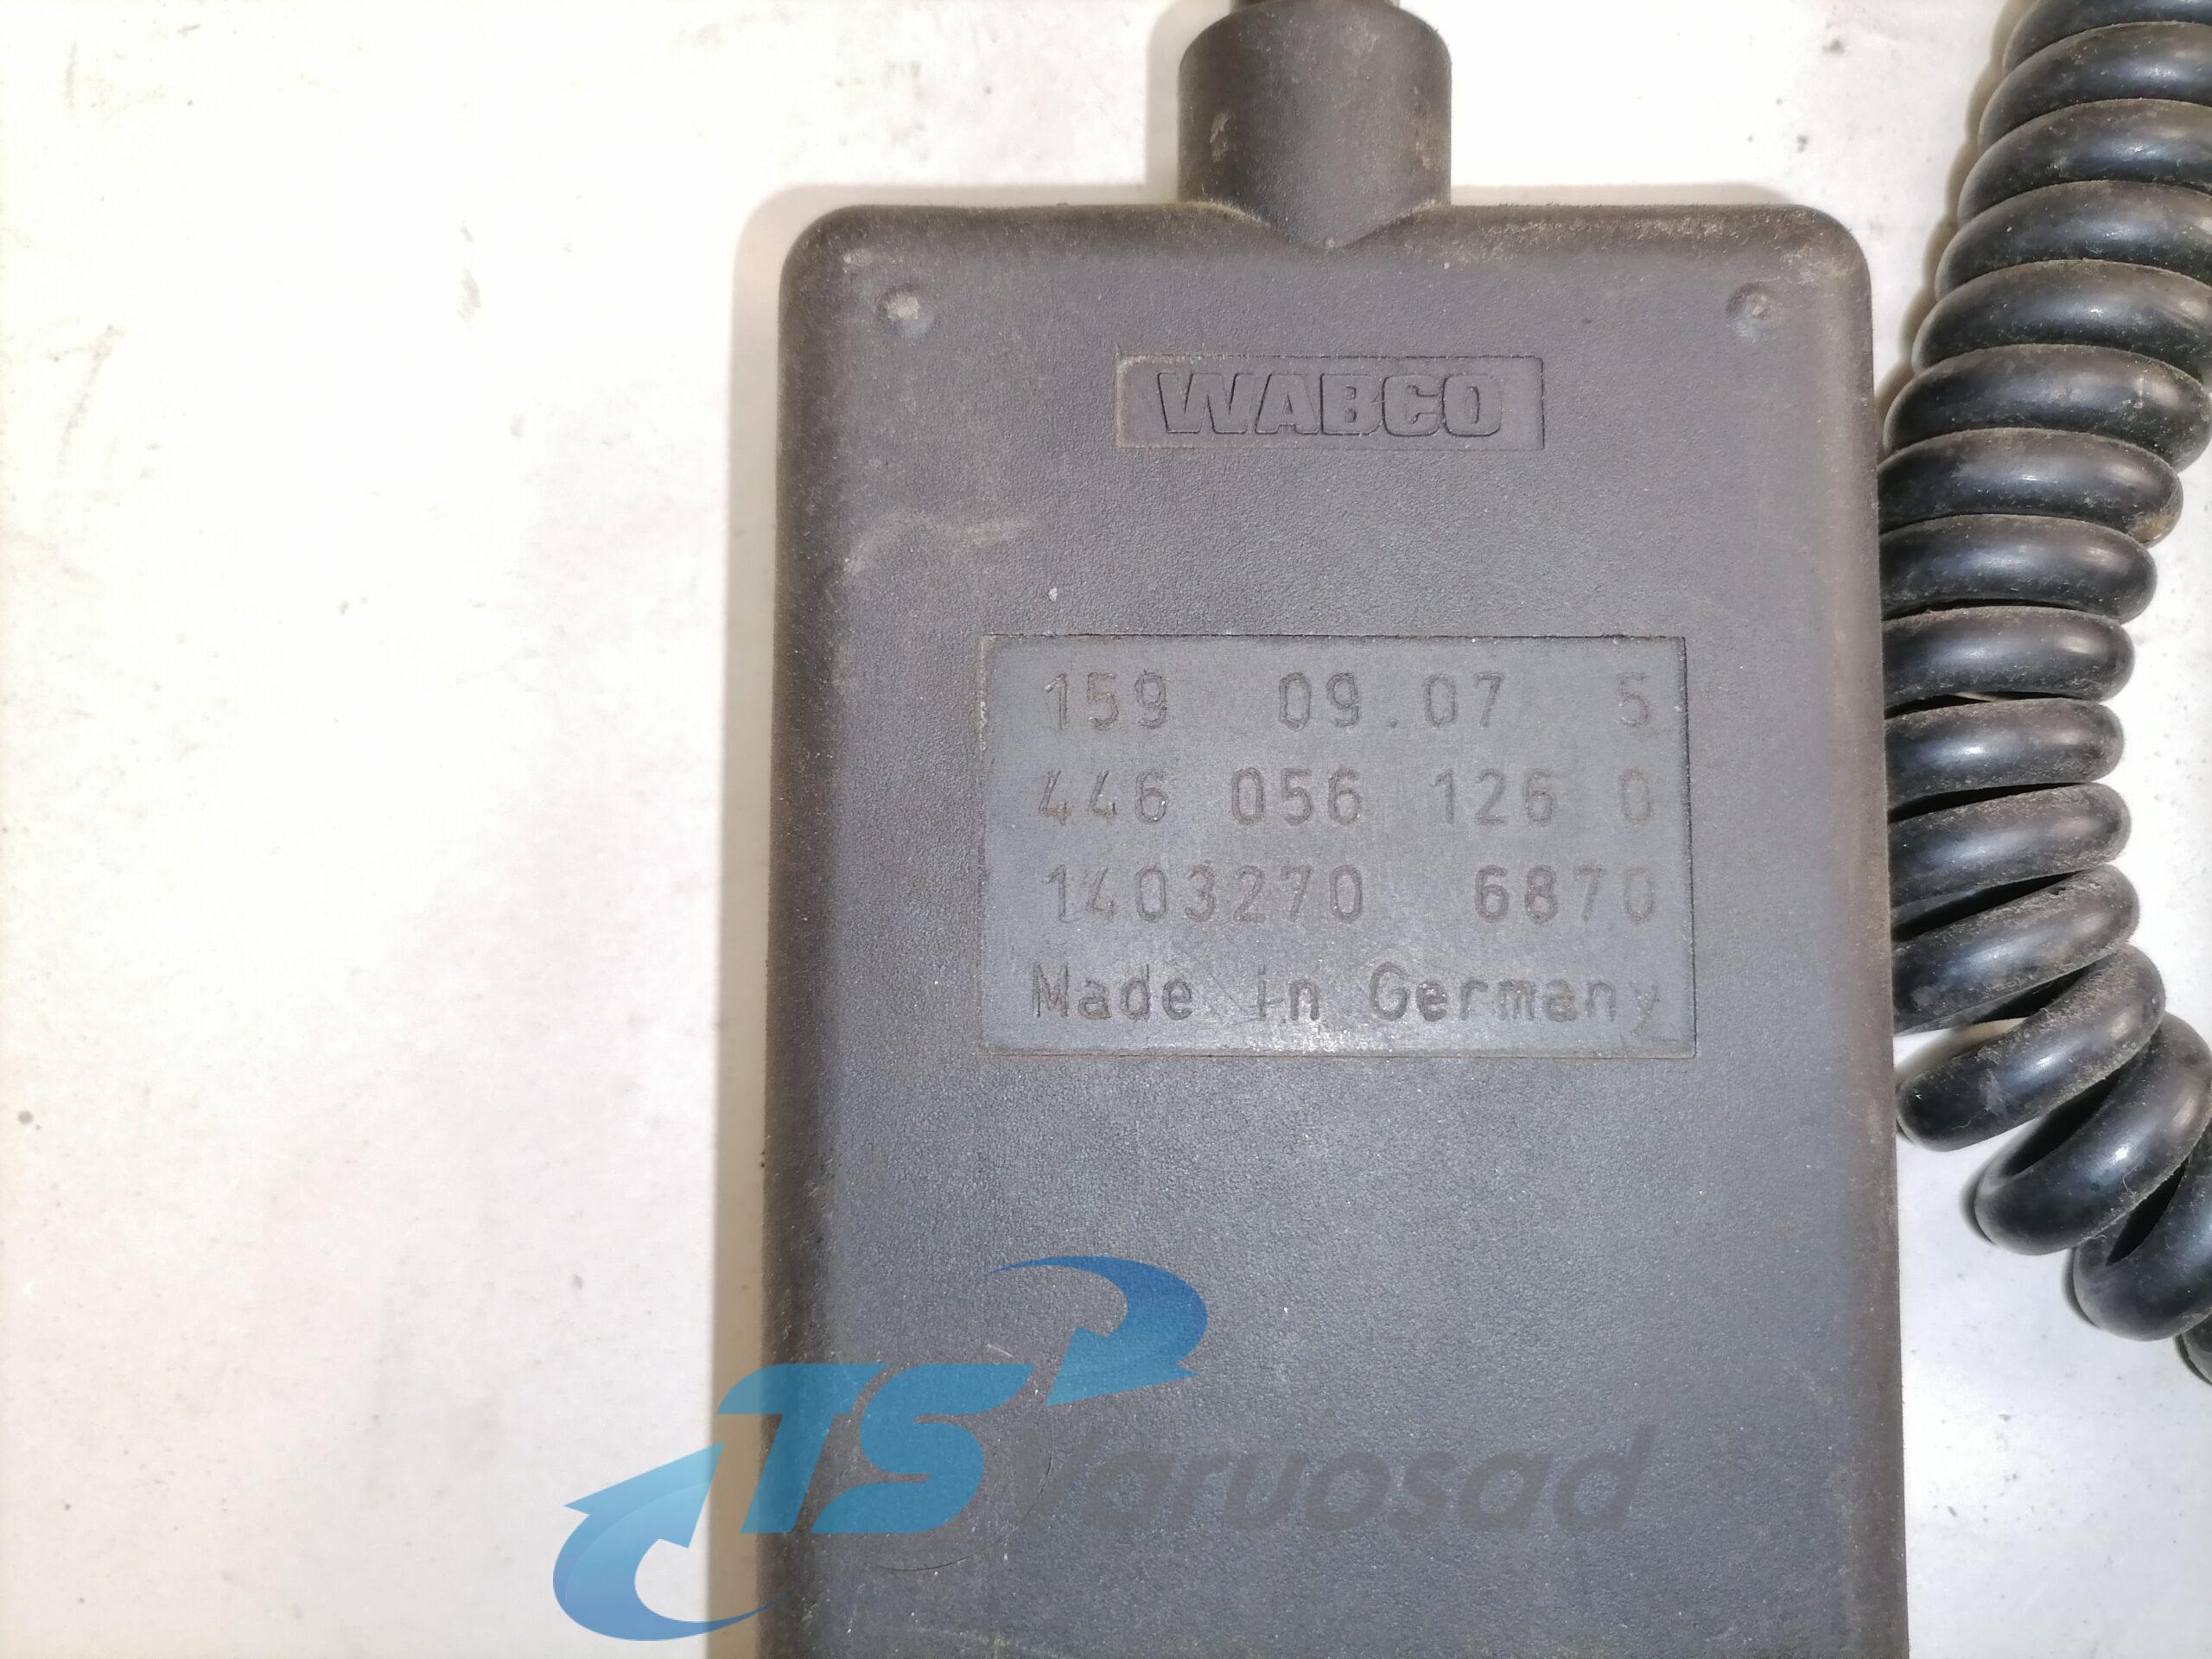 WABCO
159 09.07 5
446 056 126 0
1403270 6870
Made in Germany
TS Varuosad